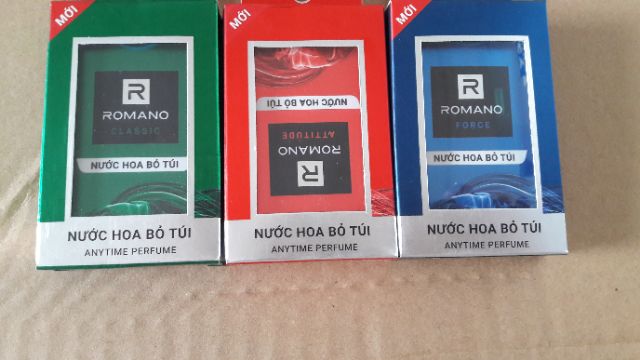 MỚI
R
ROMANO
CLASSIC
NƯỚC HOA BỎ TÚI
NƯỚC HOA BỎ TÚI
ANYTIME PERFUME
MỚI
R
ROMANO
ATTITUDE
NƯỚC HOA BỎ TÚI
NƯỚC HOA BỎ TÚI
ANYTIME PERFUME
MỚI
R
ROMANO
FORCE
NƯỚC HOA BỎ TÚI
NƯỚC HOA BỎ TÚI
ANYTIME PERFUME